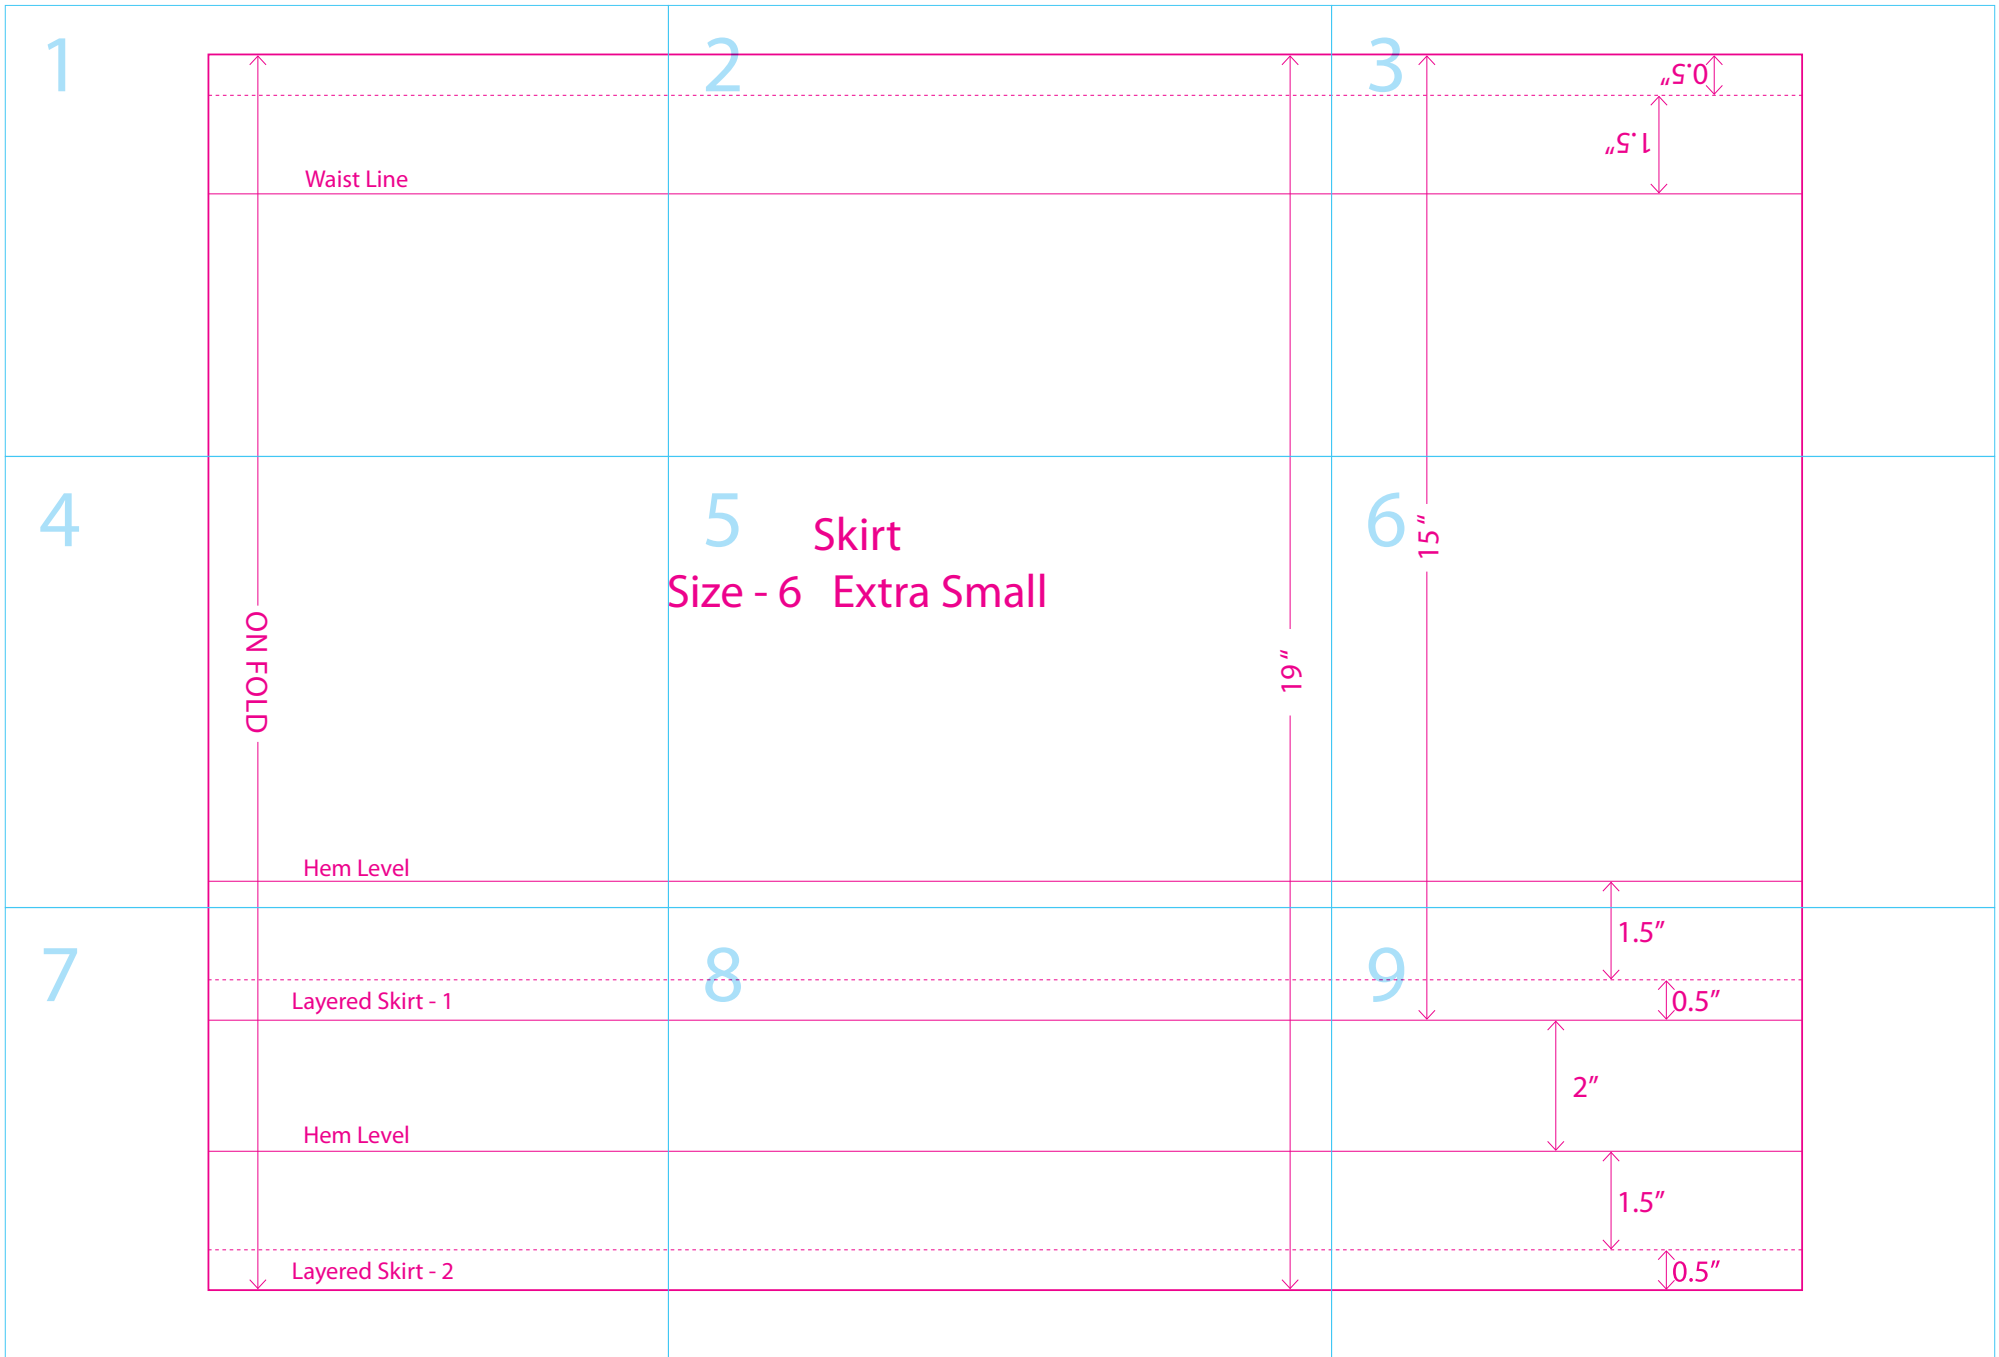 1
2
3
0.5"
1.5"
Waist Line
4
5
6
Skirt
15"
Size - 6 Extra Small
ON FOLD
19"
Hem Level
1.5"
7
8
9
Layered Skirt - 1
0.5"
2"
Hem Level
1.5"
Layered Skirt - 2
0.5"